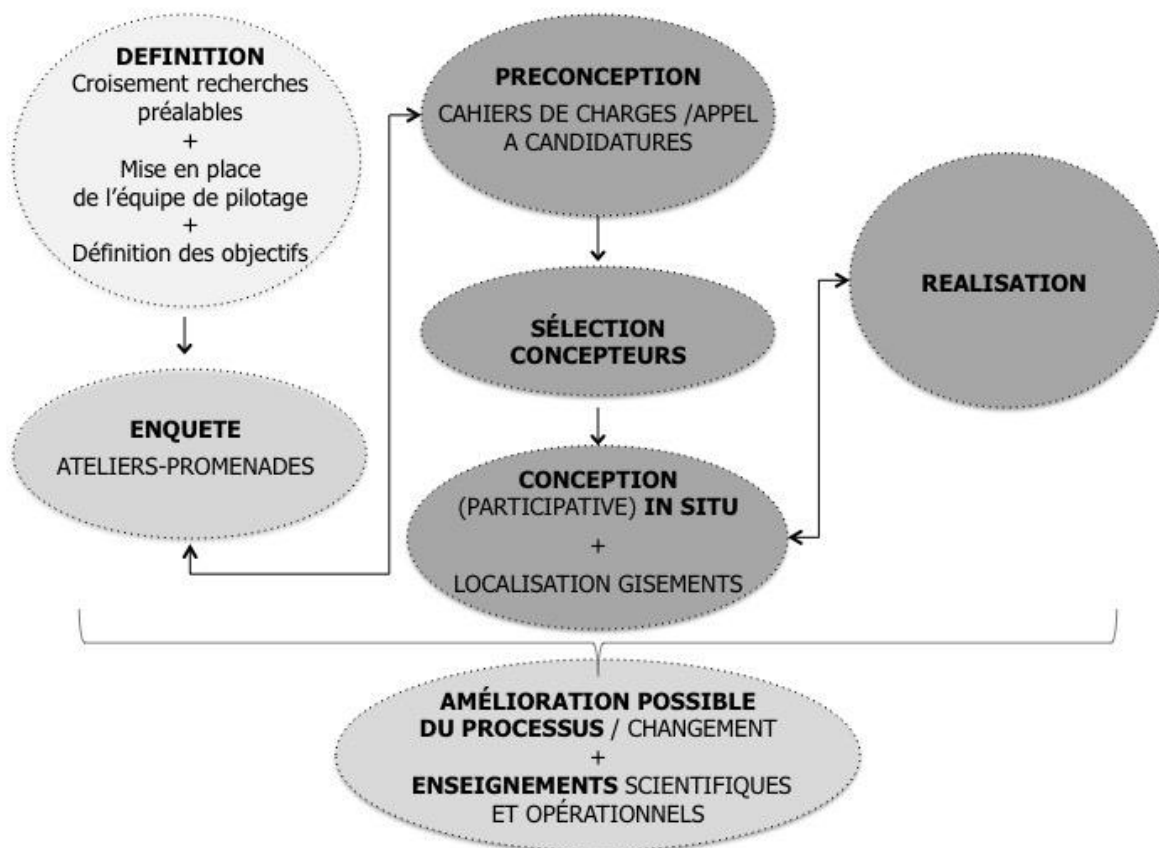 DEFINITION
Croisement recherches
préalables
+
Mise en place
de l'équipe de pilotage
+
Définition des objectifs
ENQUETE
ATELIERS-PROMENADES
PRECONCEPTION
CAHIERS DE CHARGES /APPEL
A CANDIDATURES
SÉLECTION
CONCEPTEURS
CONCEPTION
(PARTICIPATIVE) IN SITU
+
LOCALISATION GISEMENTS
REALISATION
AMÉLIORATION POSSIBLE
DU PROCESSUS / CHANGEMENT
+
ENSEIGNEMENTS SCIENTIFIQUES
ET OPÉRATIONNELS